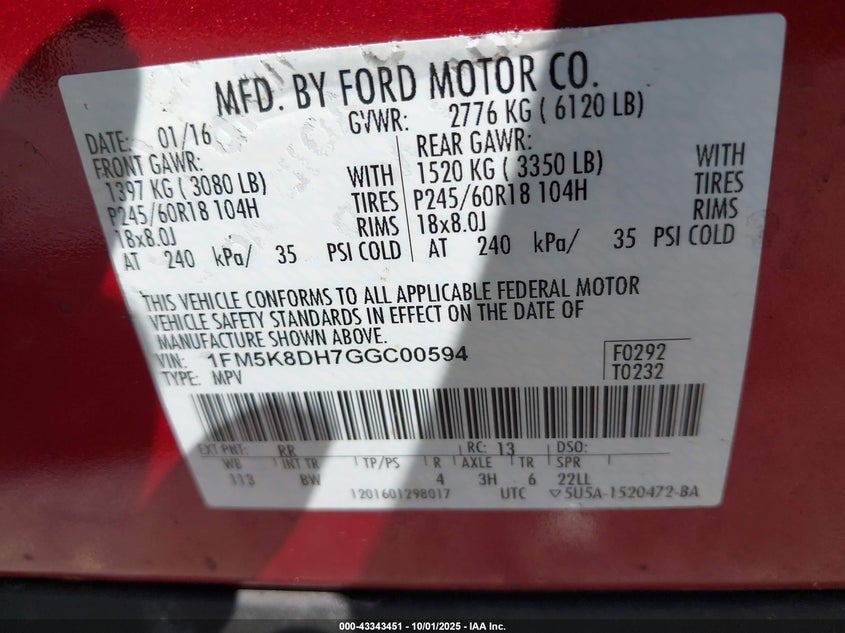 MFD. BY FORD MOTOR CO.
DATE: 01/16 GVWR: 2776 KG ( 6120 LB)
FRONT GAWR: REAR GAWR:
1397 KG ( 3080 LB) WITH 1520 KG ( 3350 LB) WITH
P245/60R18 104H TIRES P245/60R18 104H TIRES
18x8.0J RIMS 18x8.0J RIMS
AT 240 kPa/ 35 PSI COLD AT 240 kPa/ 35 PSI COLD
THIS VEHICLE CONFORMS TO ALL APPLICABLE FEDERAL MOTOR
VEHICLE SAFETY STANDARDS IN EFFECT ON THE DATE OF
MANUFACTURE SHOWN ABOVE.
VIN: 1FM5K8DH7GGC00594 F0292
TYPE: MPV T0232
EXT PNT: RR RC: 13 DSO:
WB INT TR TP/PS R AXLE TR SPR
113 BW 4 3H 6 22LL
1201601298017 UTC ▽5U5A-1520472-BA
000-43343451 | 10/01/2025 - IAA Inc.